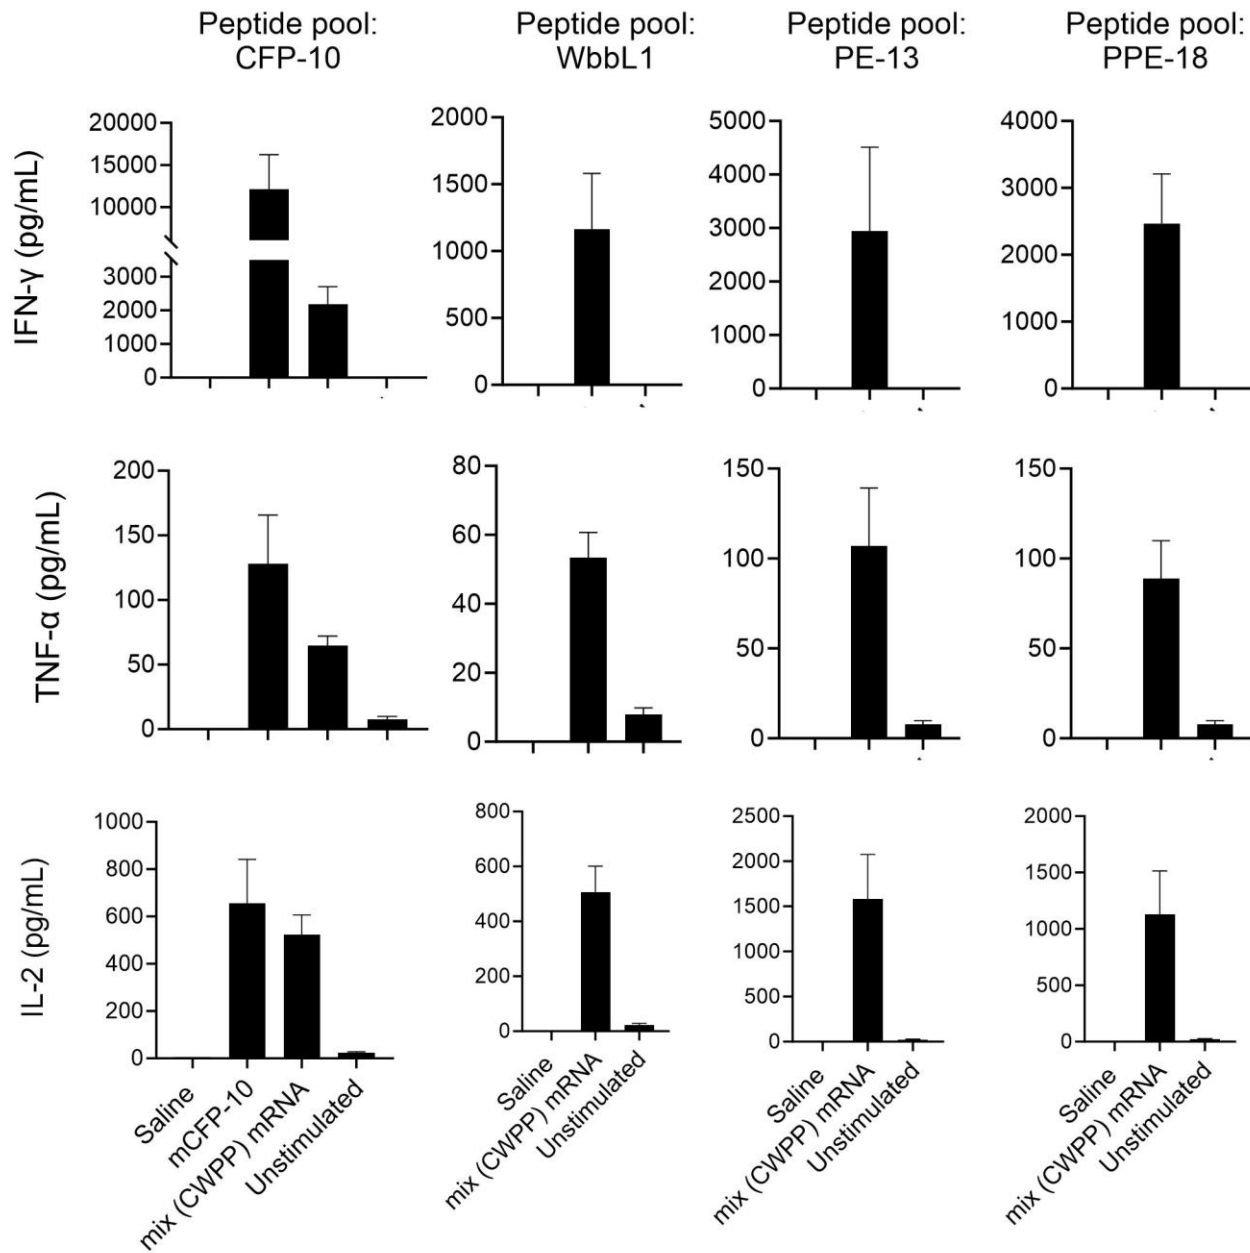 Peptide pool:
CFP-10
Peptide pool:
WbbL1
Peptide pool:
PE-13
Peptide pool:
PPE-18
IFN-γ (pg/mL)
20000
15000
10000
3000
2000
1000
0
2000
1500
1000
500
0
5000
4000
3000
2000
1000
0
4000
3000
2000
1000
0
TNF-α (pg/mL)
200
150
100
50
0
80
60
40
20
0
150
100
50
0
150
100
50
0
IL-2 (pg/mL)
1000
800
600
400
200
0
Saline
mCFP-10
mix (CWPP) mRNA
Unstimulated
800
600
400
200
0
Saline
mix (CWPP) mRNA
Unstimulated
2500
2000
1500
1000
500
0
Saline
mix (CWPP) mRNA
Unstimulated
2000
1500
1000
500
0
Saline
mix (CWPP) mRNA
Unstimulated